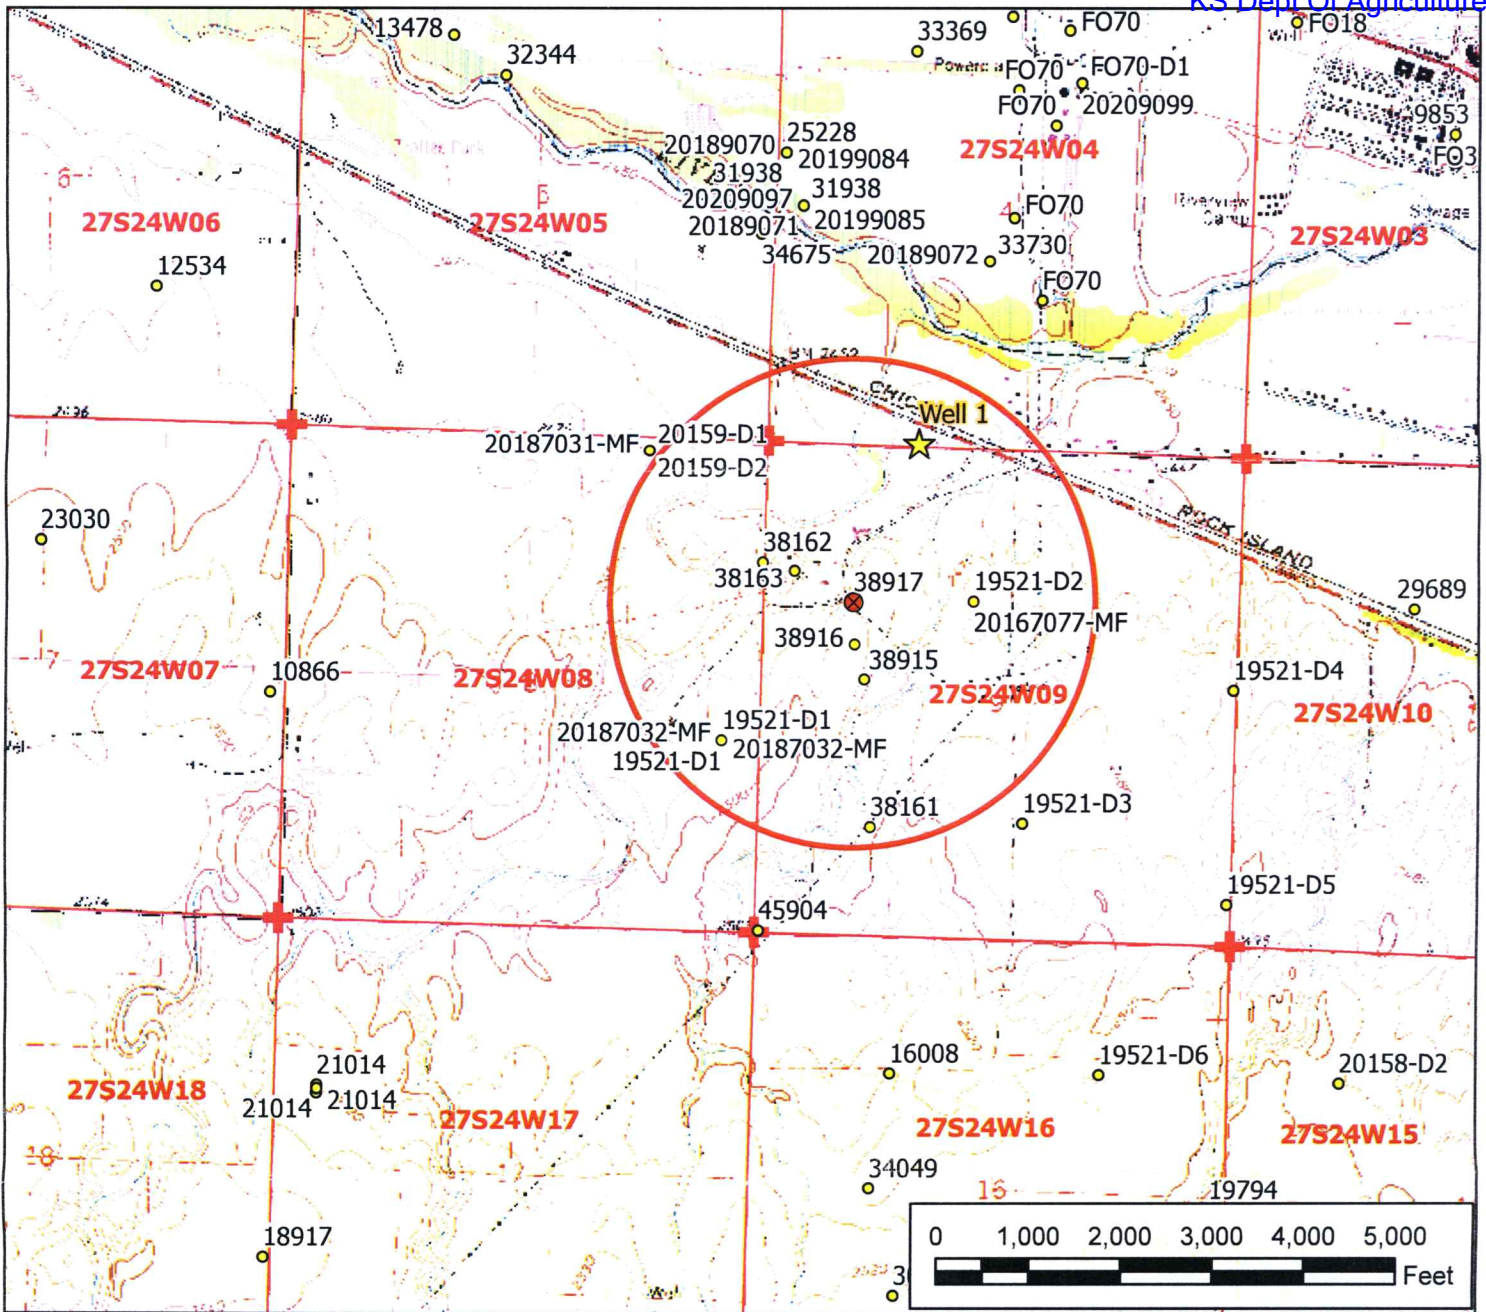 KS Dept Of Agriculture
13478
32344
33369
FO70
FO18
FO70
FO70-D1
FO70
20209099
9853
FO3
20189070
25228
20199084
27S24W04
31938
20209097
31938
20199085
20189071
FO70
34675
20189072
33730
27S24W06
27S24W05
27S24W03
12534
FO70
CHIC
Well 1
20187031-MF
20159-D1
20159-D2
23030
38162
38163
38917
19521-D2
20167077-MF
ROCK ISLAND
29689
38916
38915
27S24W07
10866
27S24W08
27S24W09
19521-D4
27S24W10
20187032-MF
19521-D1
19521-D1
20187032-MF
38161
19521-D3
19521-D5
45904
16008
19521-D6
20158-D2
27S24W18
21014
21014
21014
27S24W17
27S24W16
27S24W15
34049
16
19794
18917
0 1,000 2,000 3,000 4,000 5,000
Feet